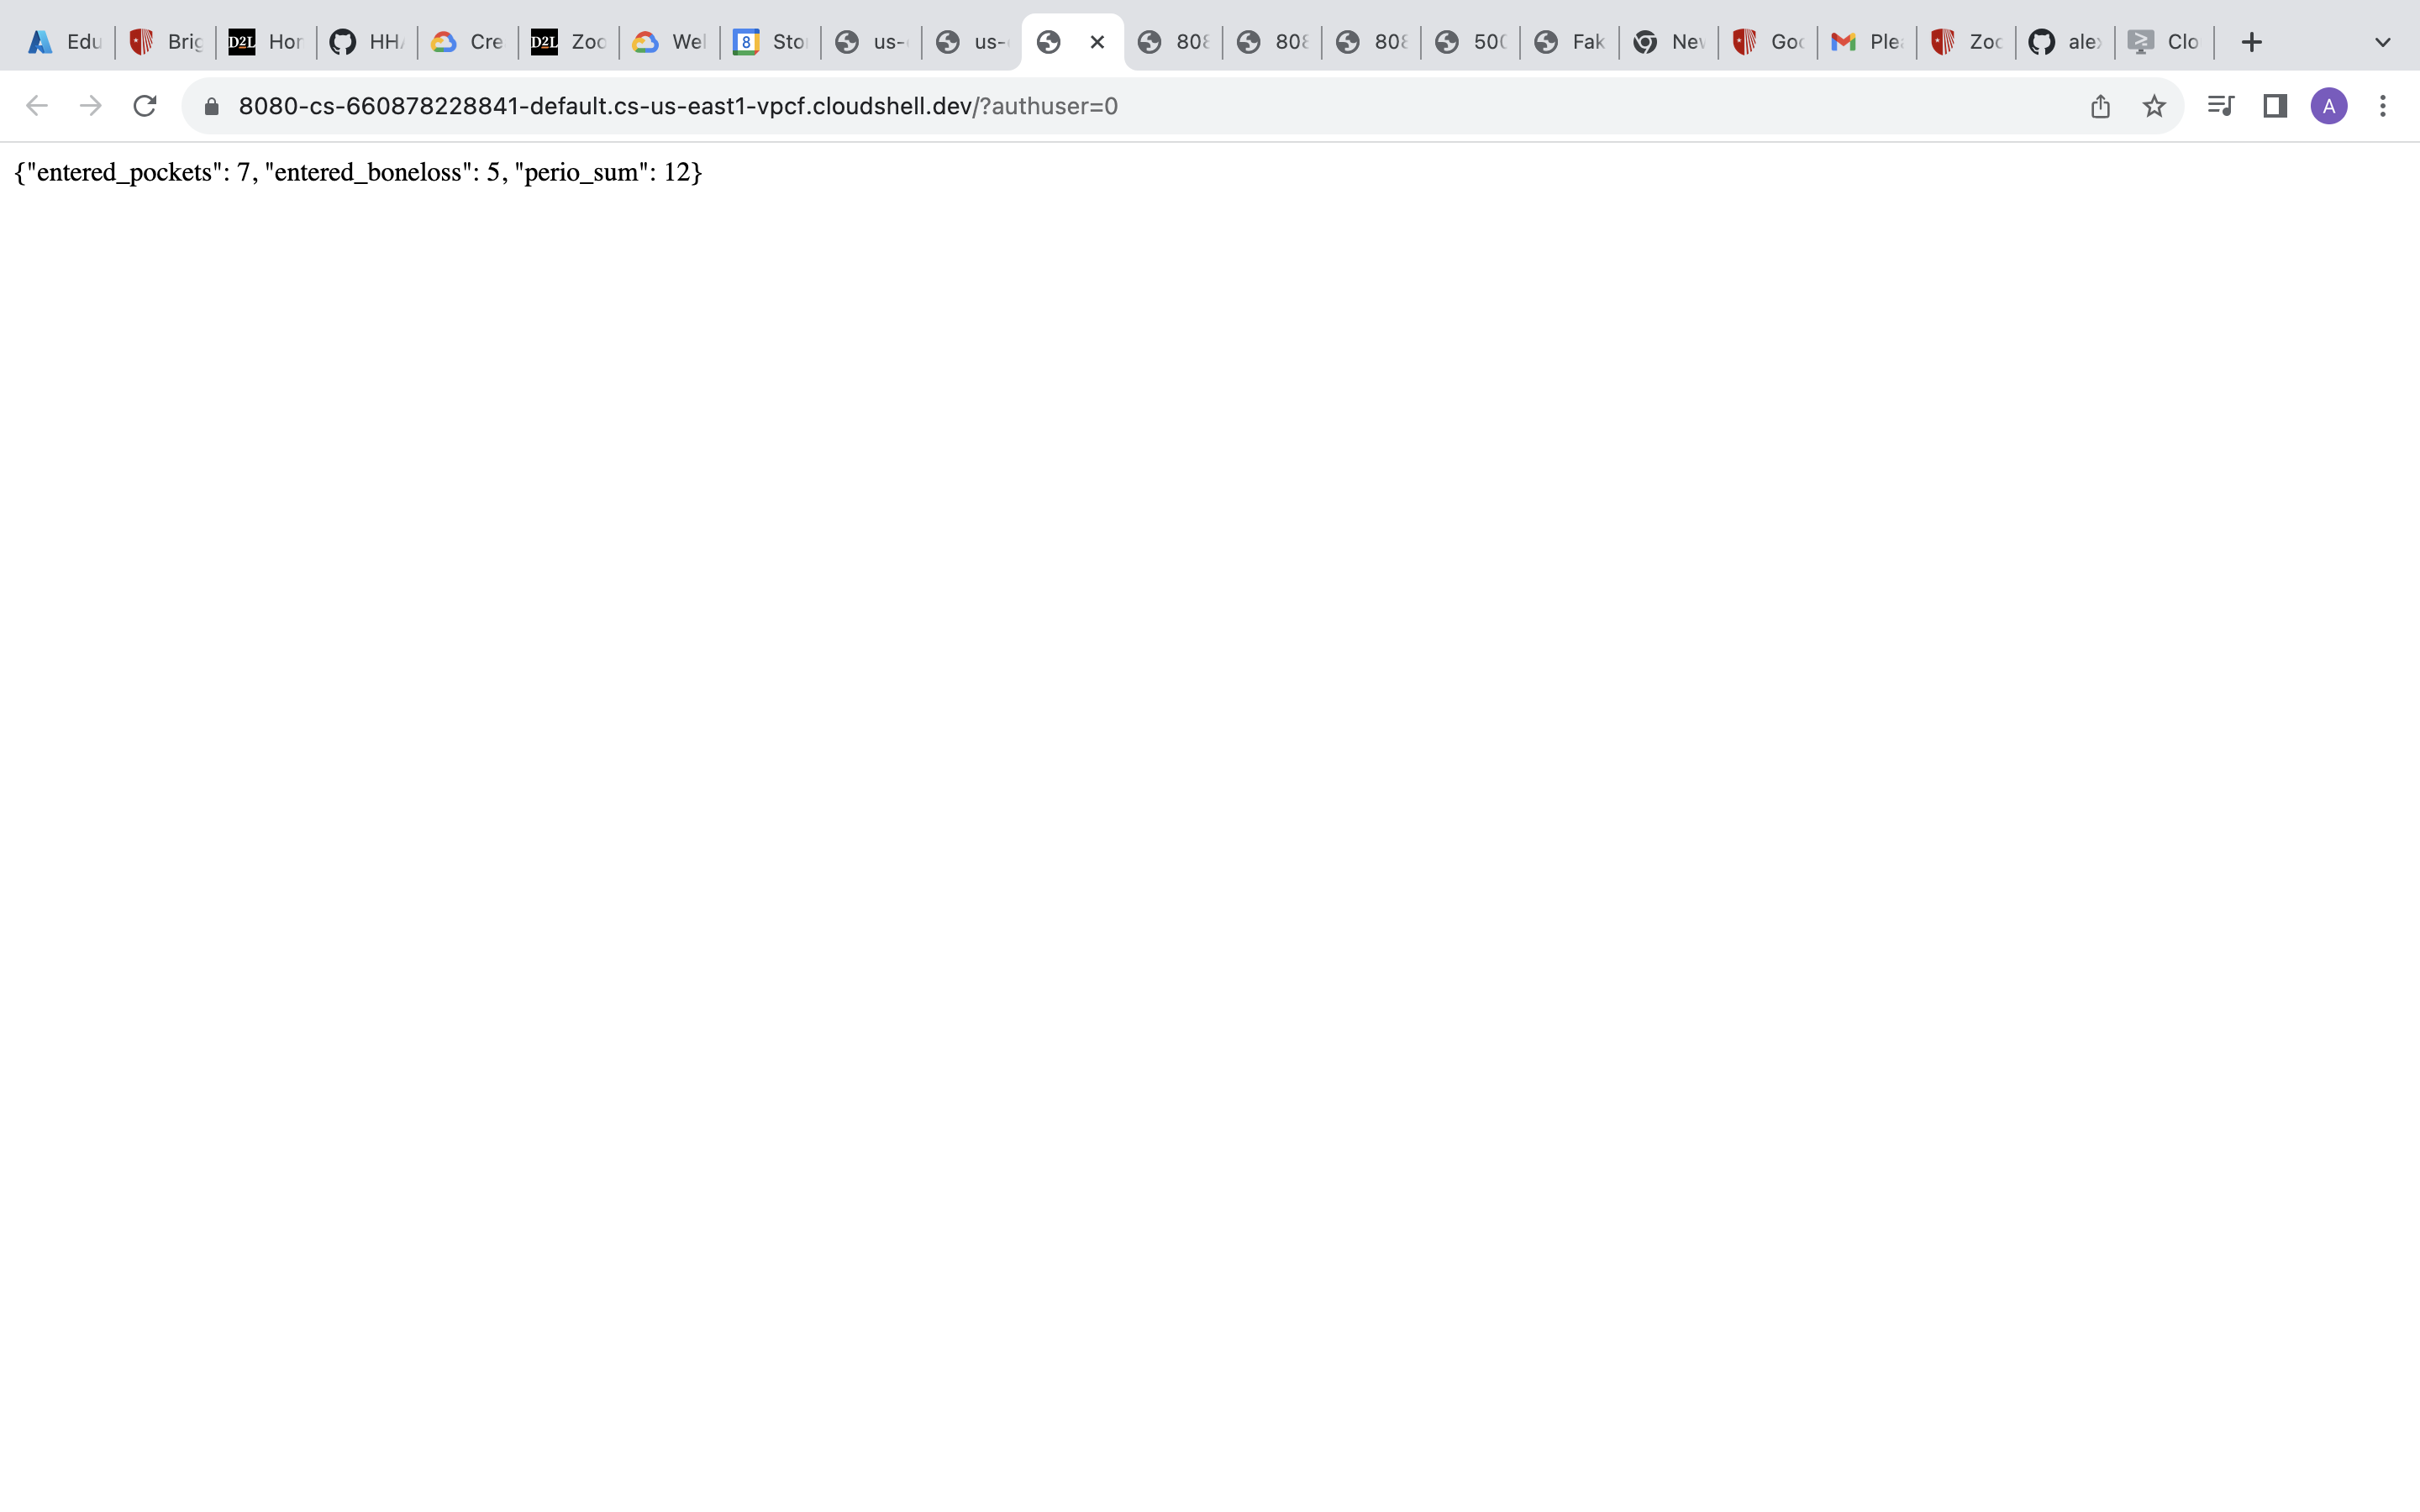 Edu Brig D2L Hor HH/ Cre D2L Zoo Wel 8 Sto us- us- 808 808 808 500 Fak Nev Goo Plea Zoo alex Clo
8080-cs-660878228841-default.cs-us-east1-vpcf.cloudshell.dev/?authuser=0 A
{"entered_pockets": 7, "entered_boneloss": 5, "perio_sum": 12}